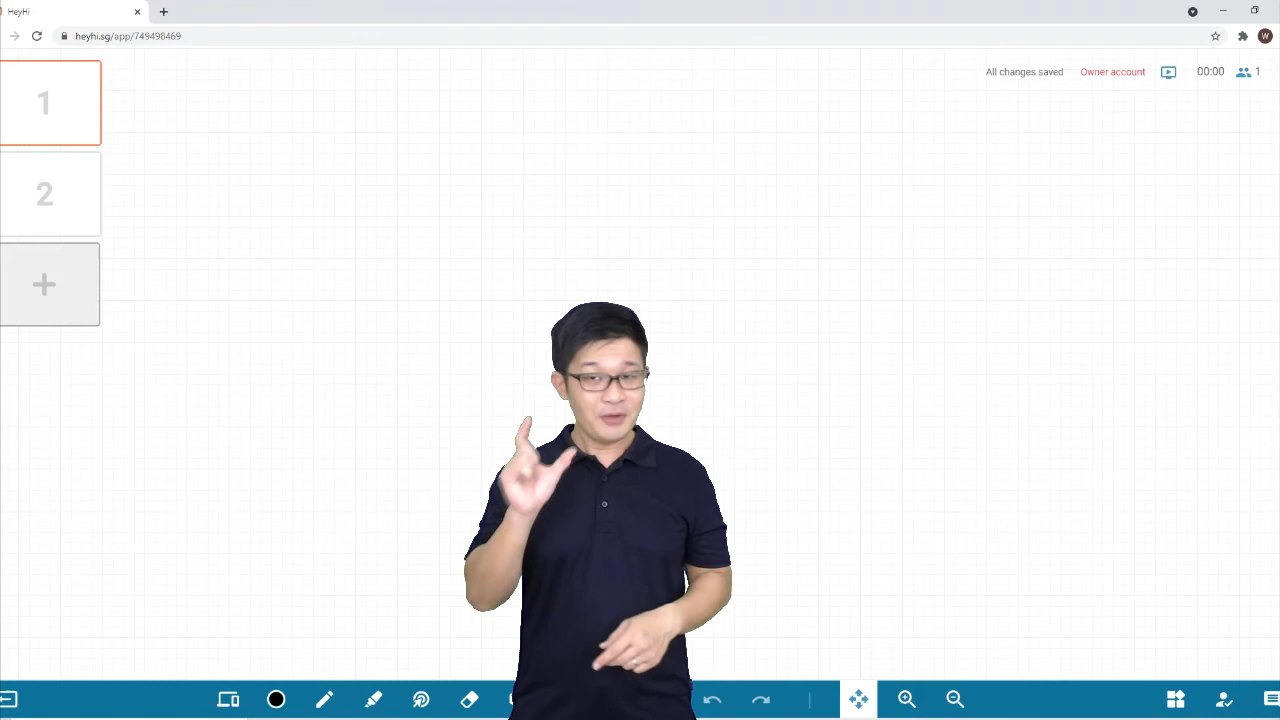 HeyHi
heyhi.sg/app/749498469
W
All changes saved
Owner account
00:00
1
1
2